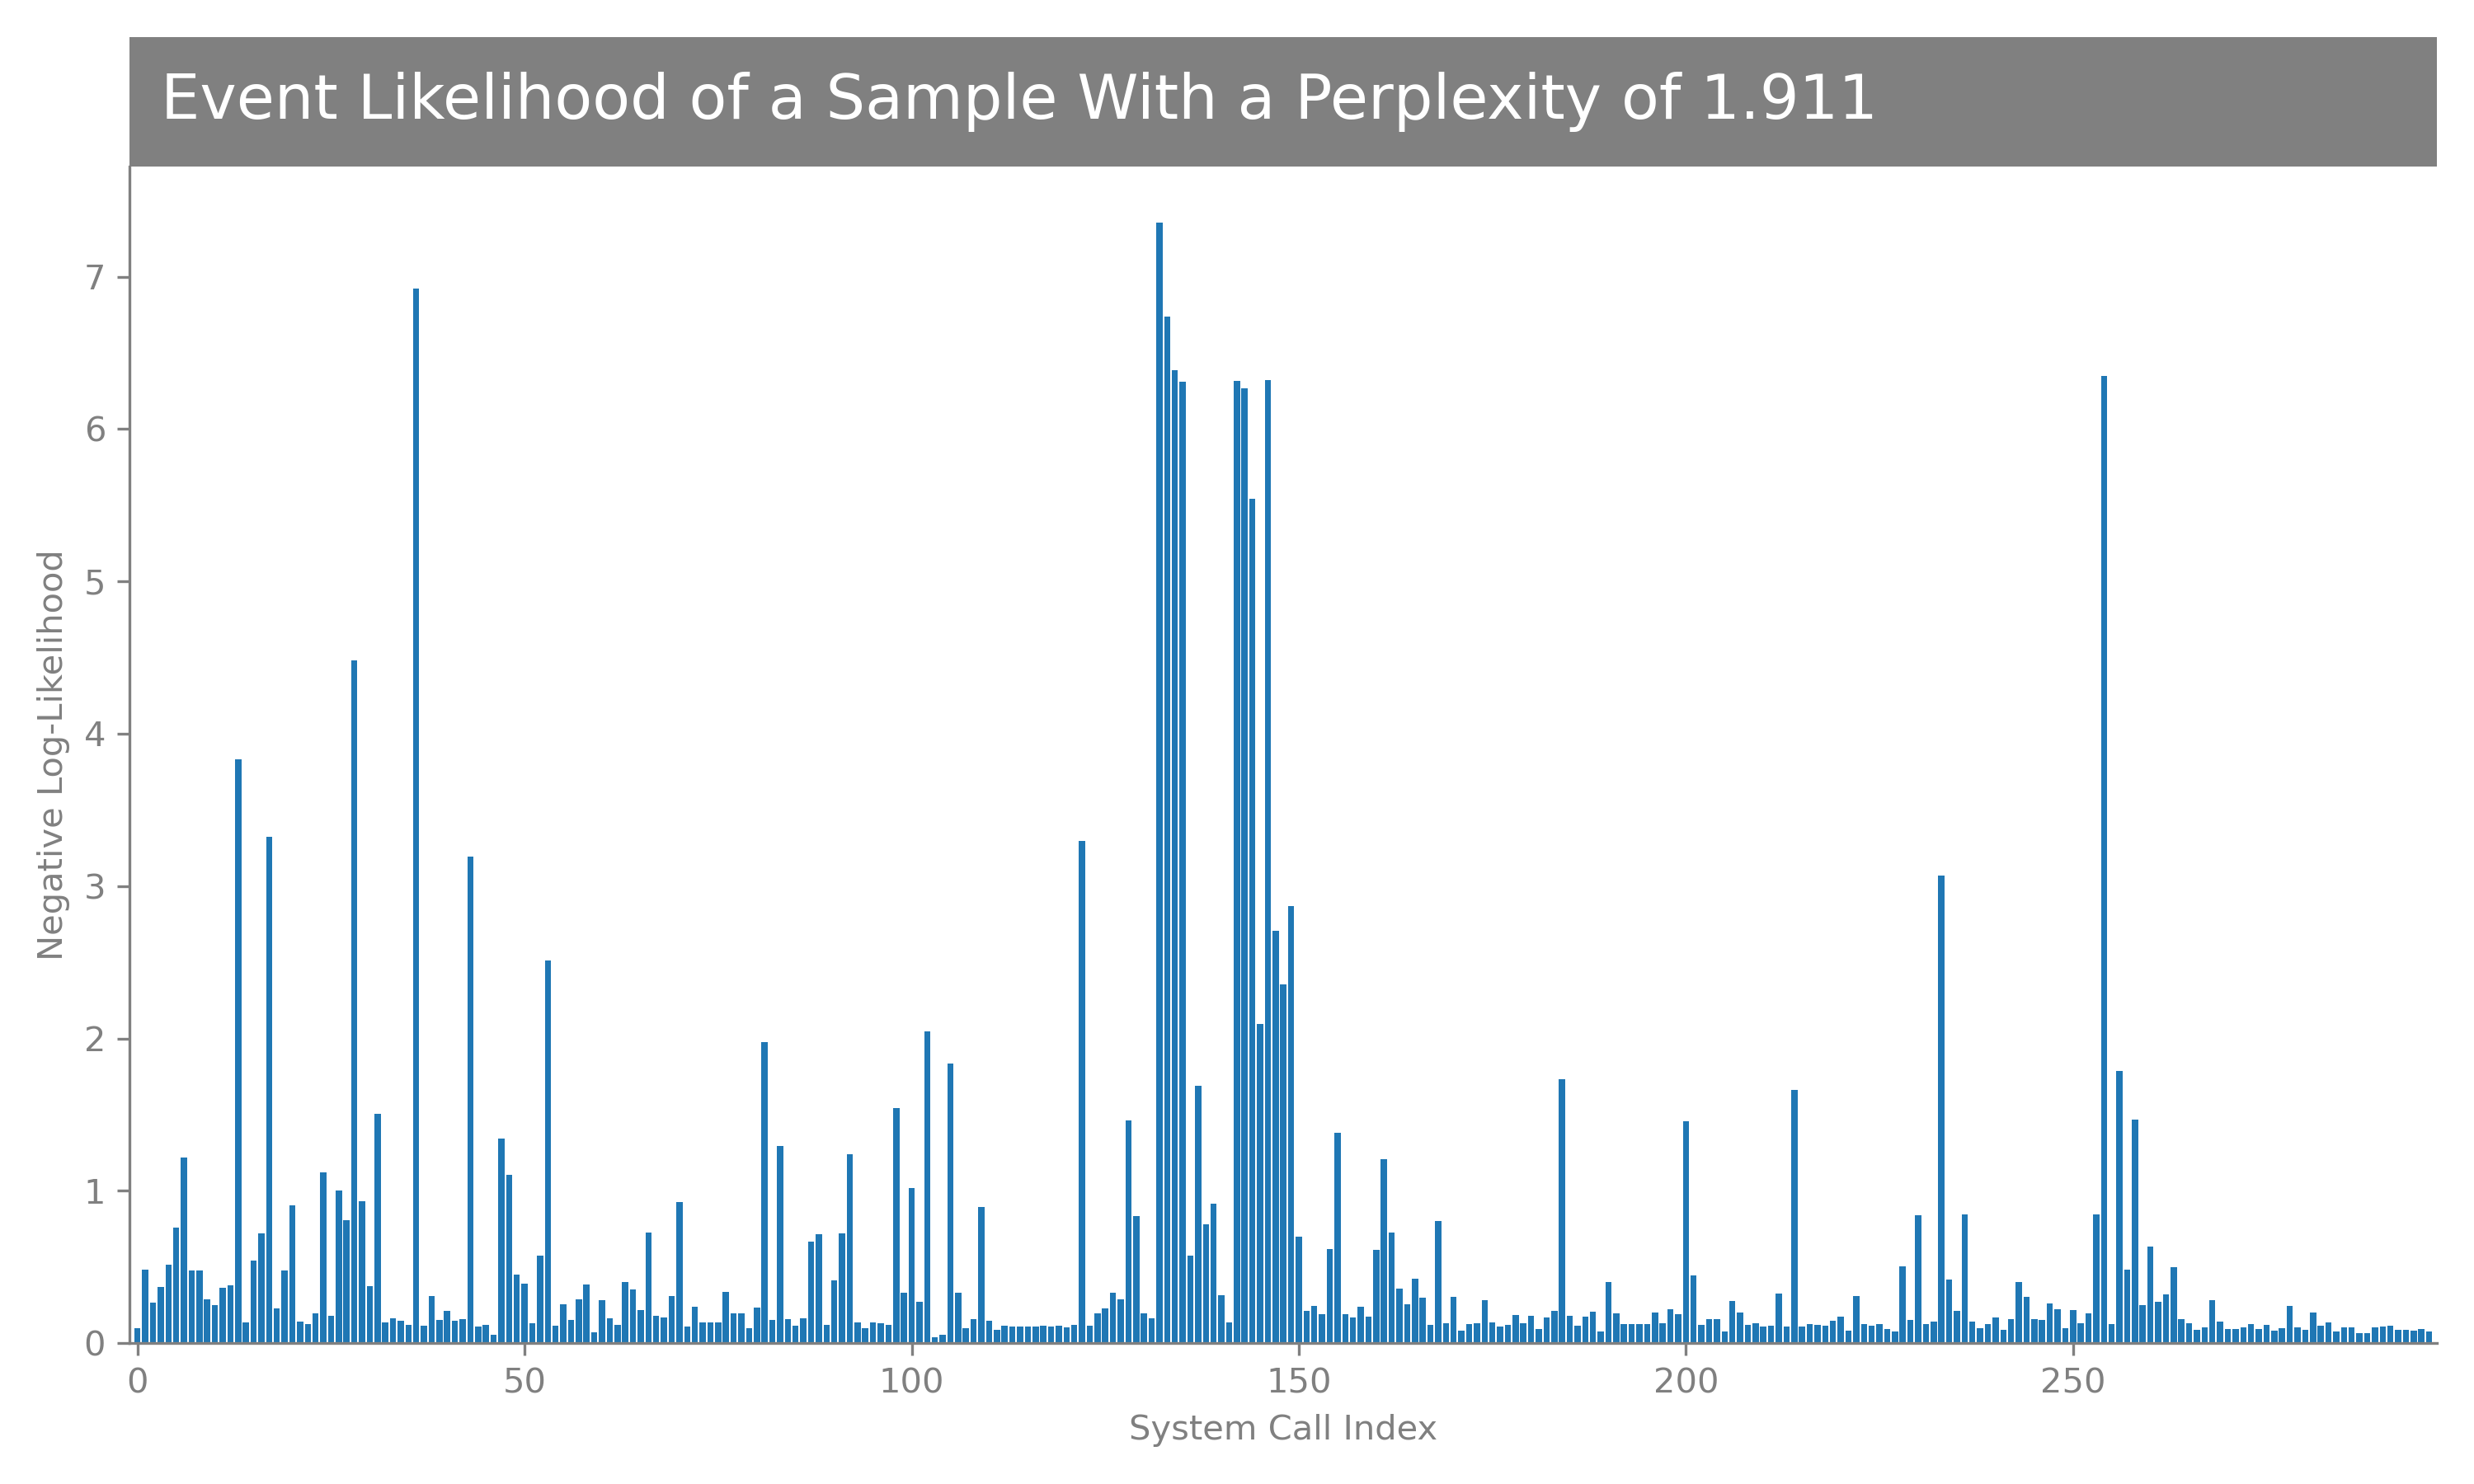 Event Likelihood of a Sample With a Perplexity of 1.911
Negative Log-Likelihood
7
6
5
4
3
2
1
0
0 50 100 150 200 250
System Call Index